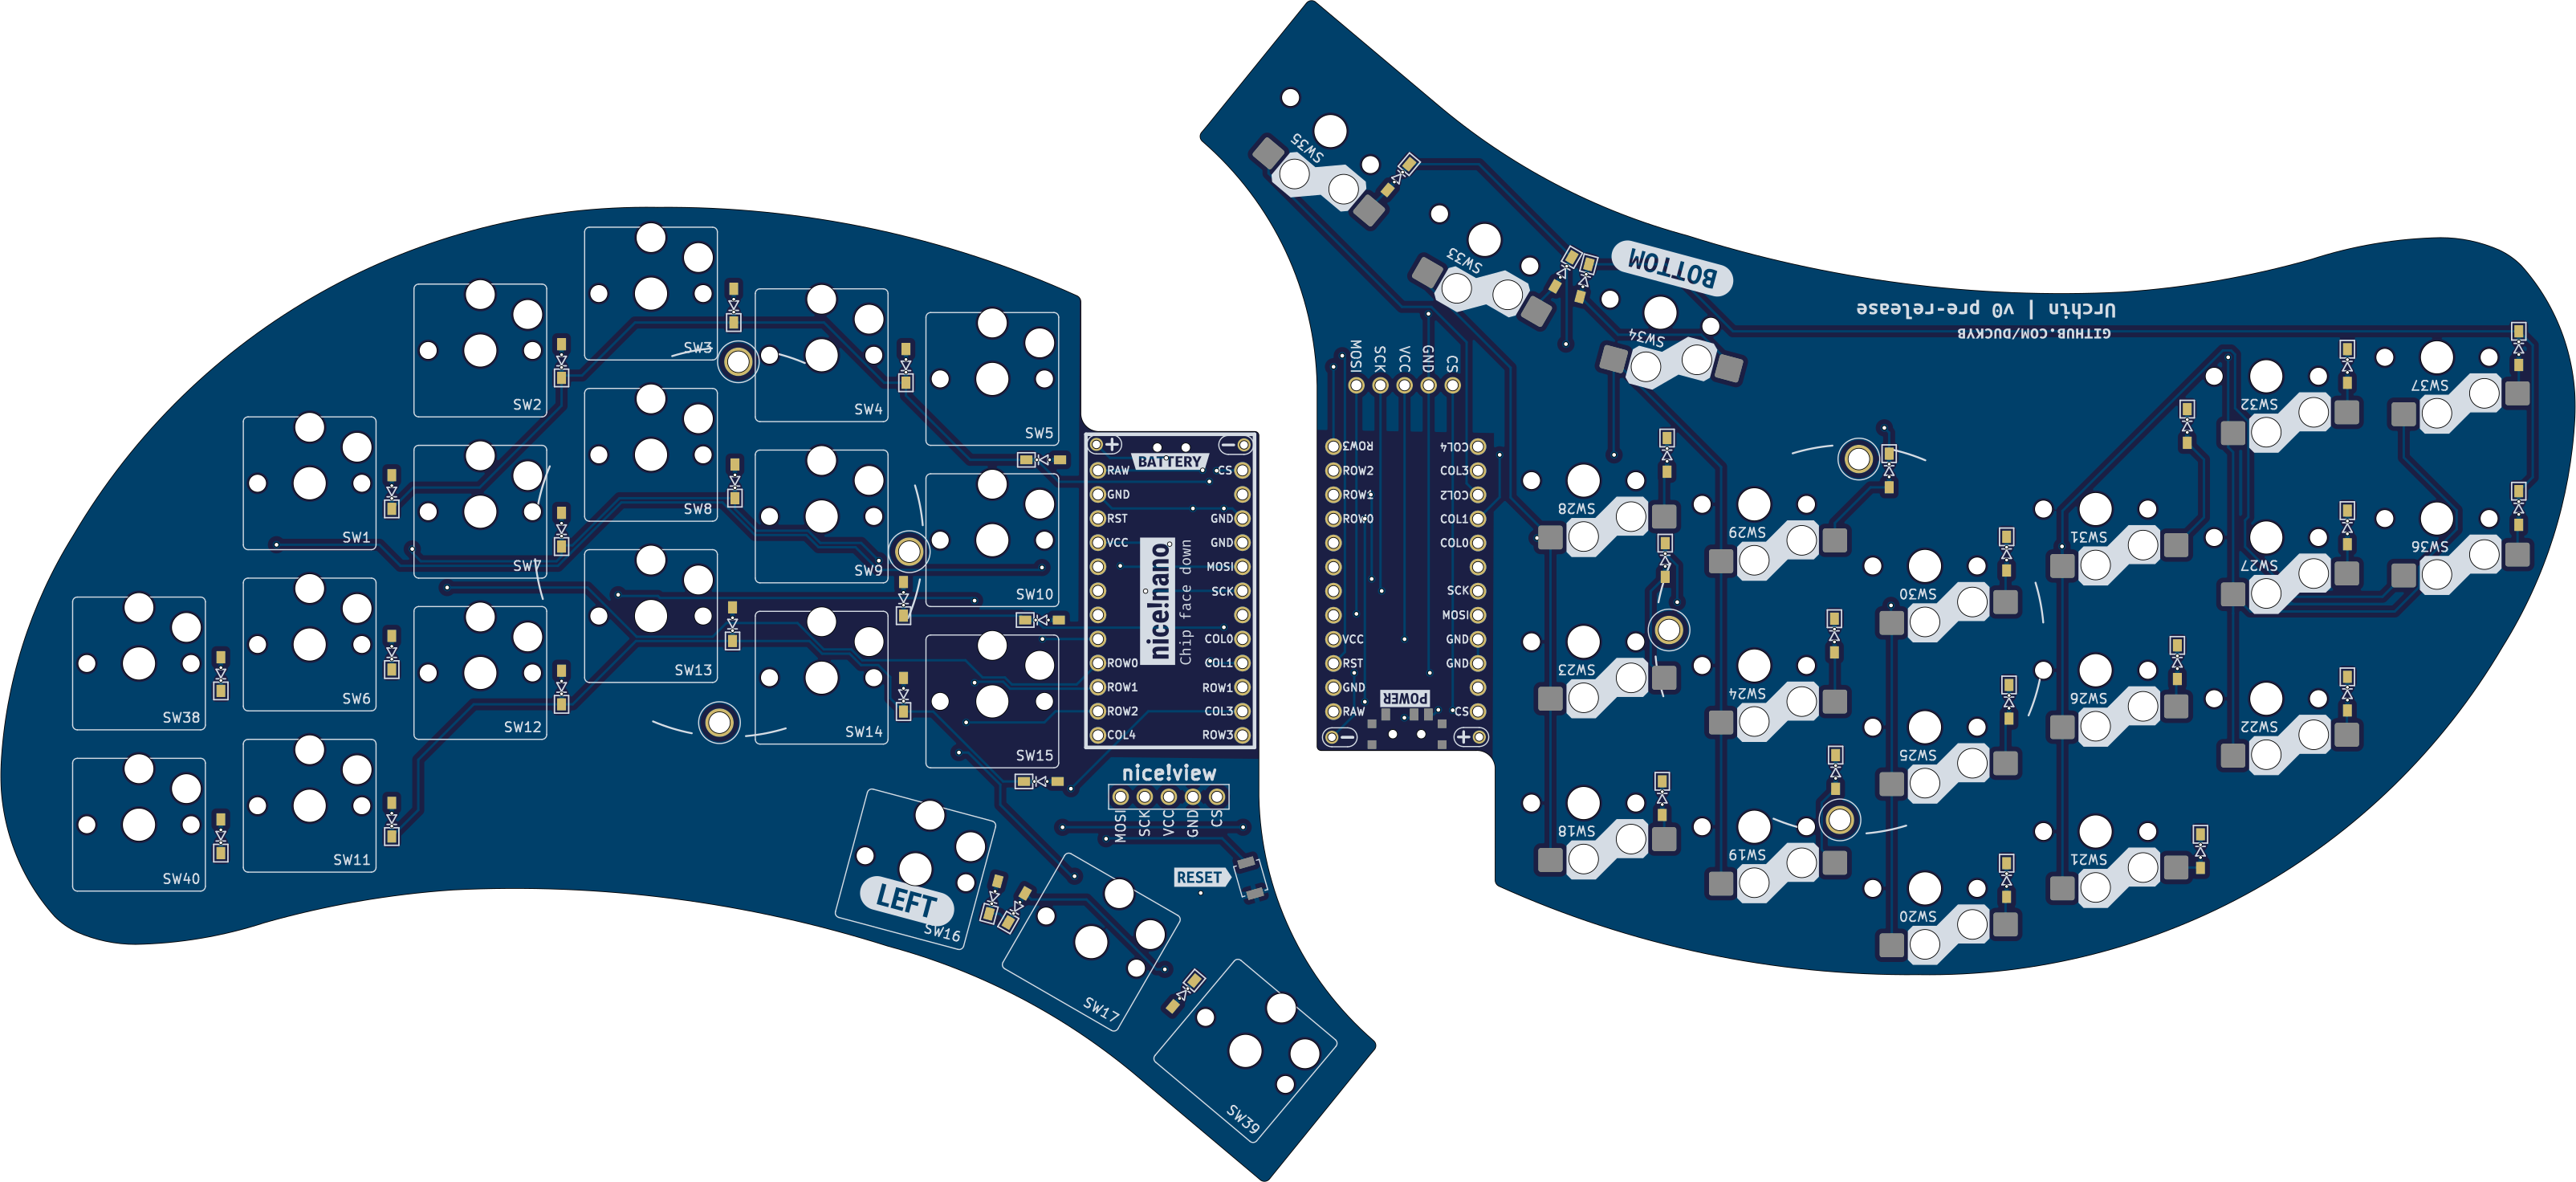 SW3
SW2
SW4
SW5
SW1
SW8
SW7
SW9
SW10
SW38
SW6
SW13
SW12
SW14
SW15
SW40
SW11
SW16
SW17
SW39
LEFT
BATTERY
RAW
GND
RST
VCC
ROW0
ROW1
ROW2
COL4
nice!nano
Chip face down
CS
GND
GND
MOSI
SCK
COL0
COL1
ROW1
COL3
ROW3
nice!view
MOSI
SCK
VCC
GND
CS
RESET
SW35
SW33
SW34
BOTTOM
Urchin | v0 pre-release
GITHUB.COM/DUCKYB
MOSI
SCK
VCC
GND
CS
ROW3
ROW2
ROW1
ROW0
VCC
RST
GND
RAW
COL4
COL3
COL2
COL1
COL0
SCK
MOSI
GND
GND
CS
POWER
SW28
SW29
SW30
SW31
SW32
SW37
SW23
SW24
SW25
SW26
SW27
SW36
SW18
SW19
SW20
SW21
SW22